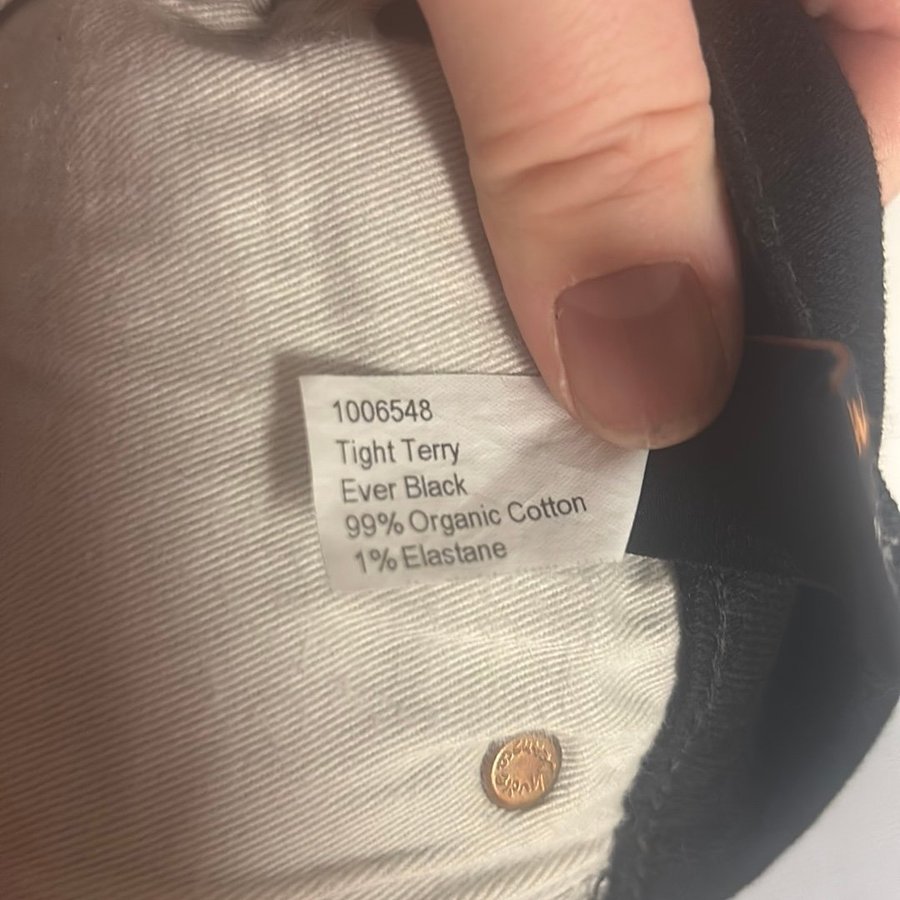 1006548
Tight Terry
Ever Black
99% Organic Cotton
1% Elastane